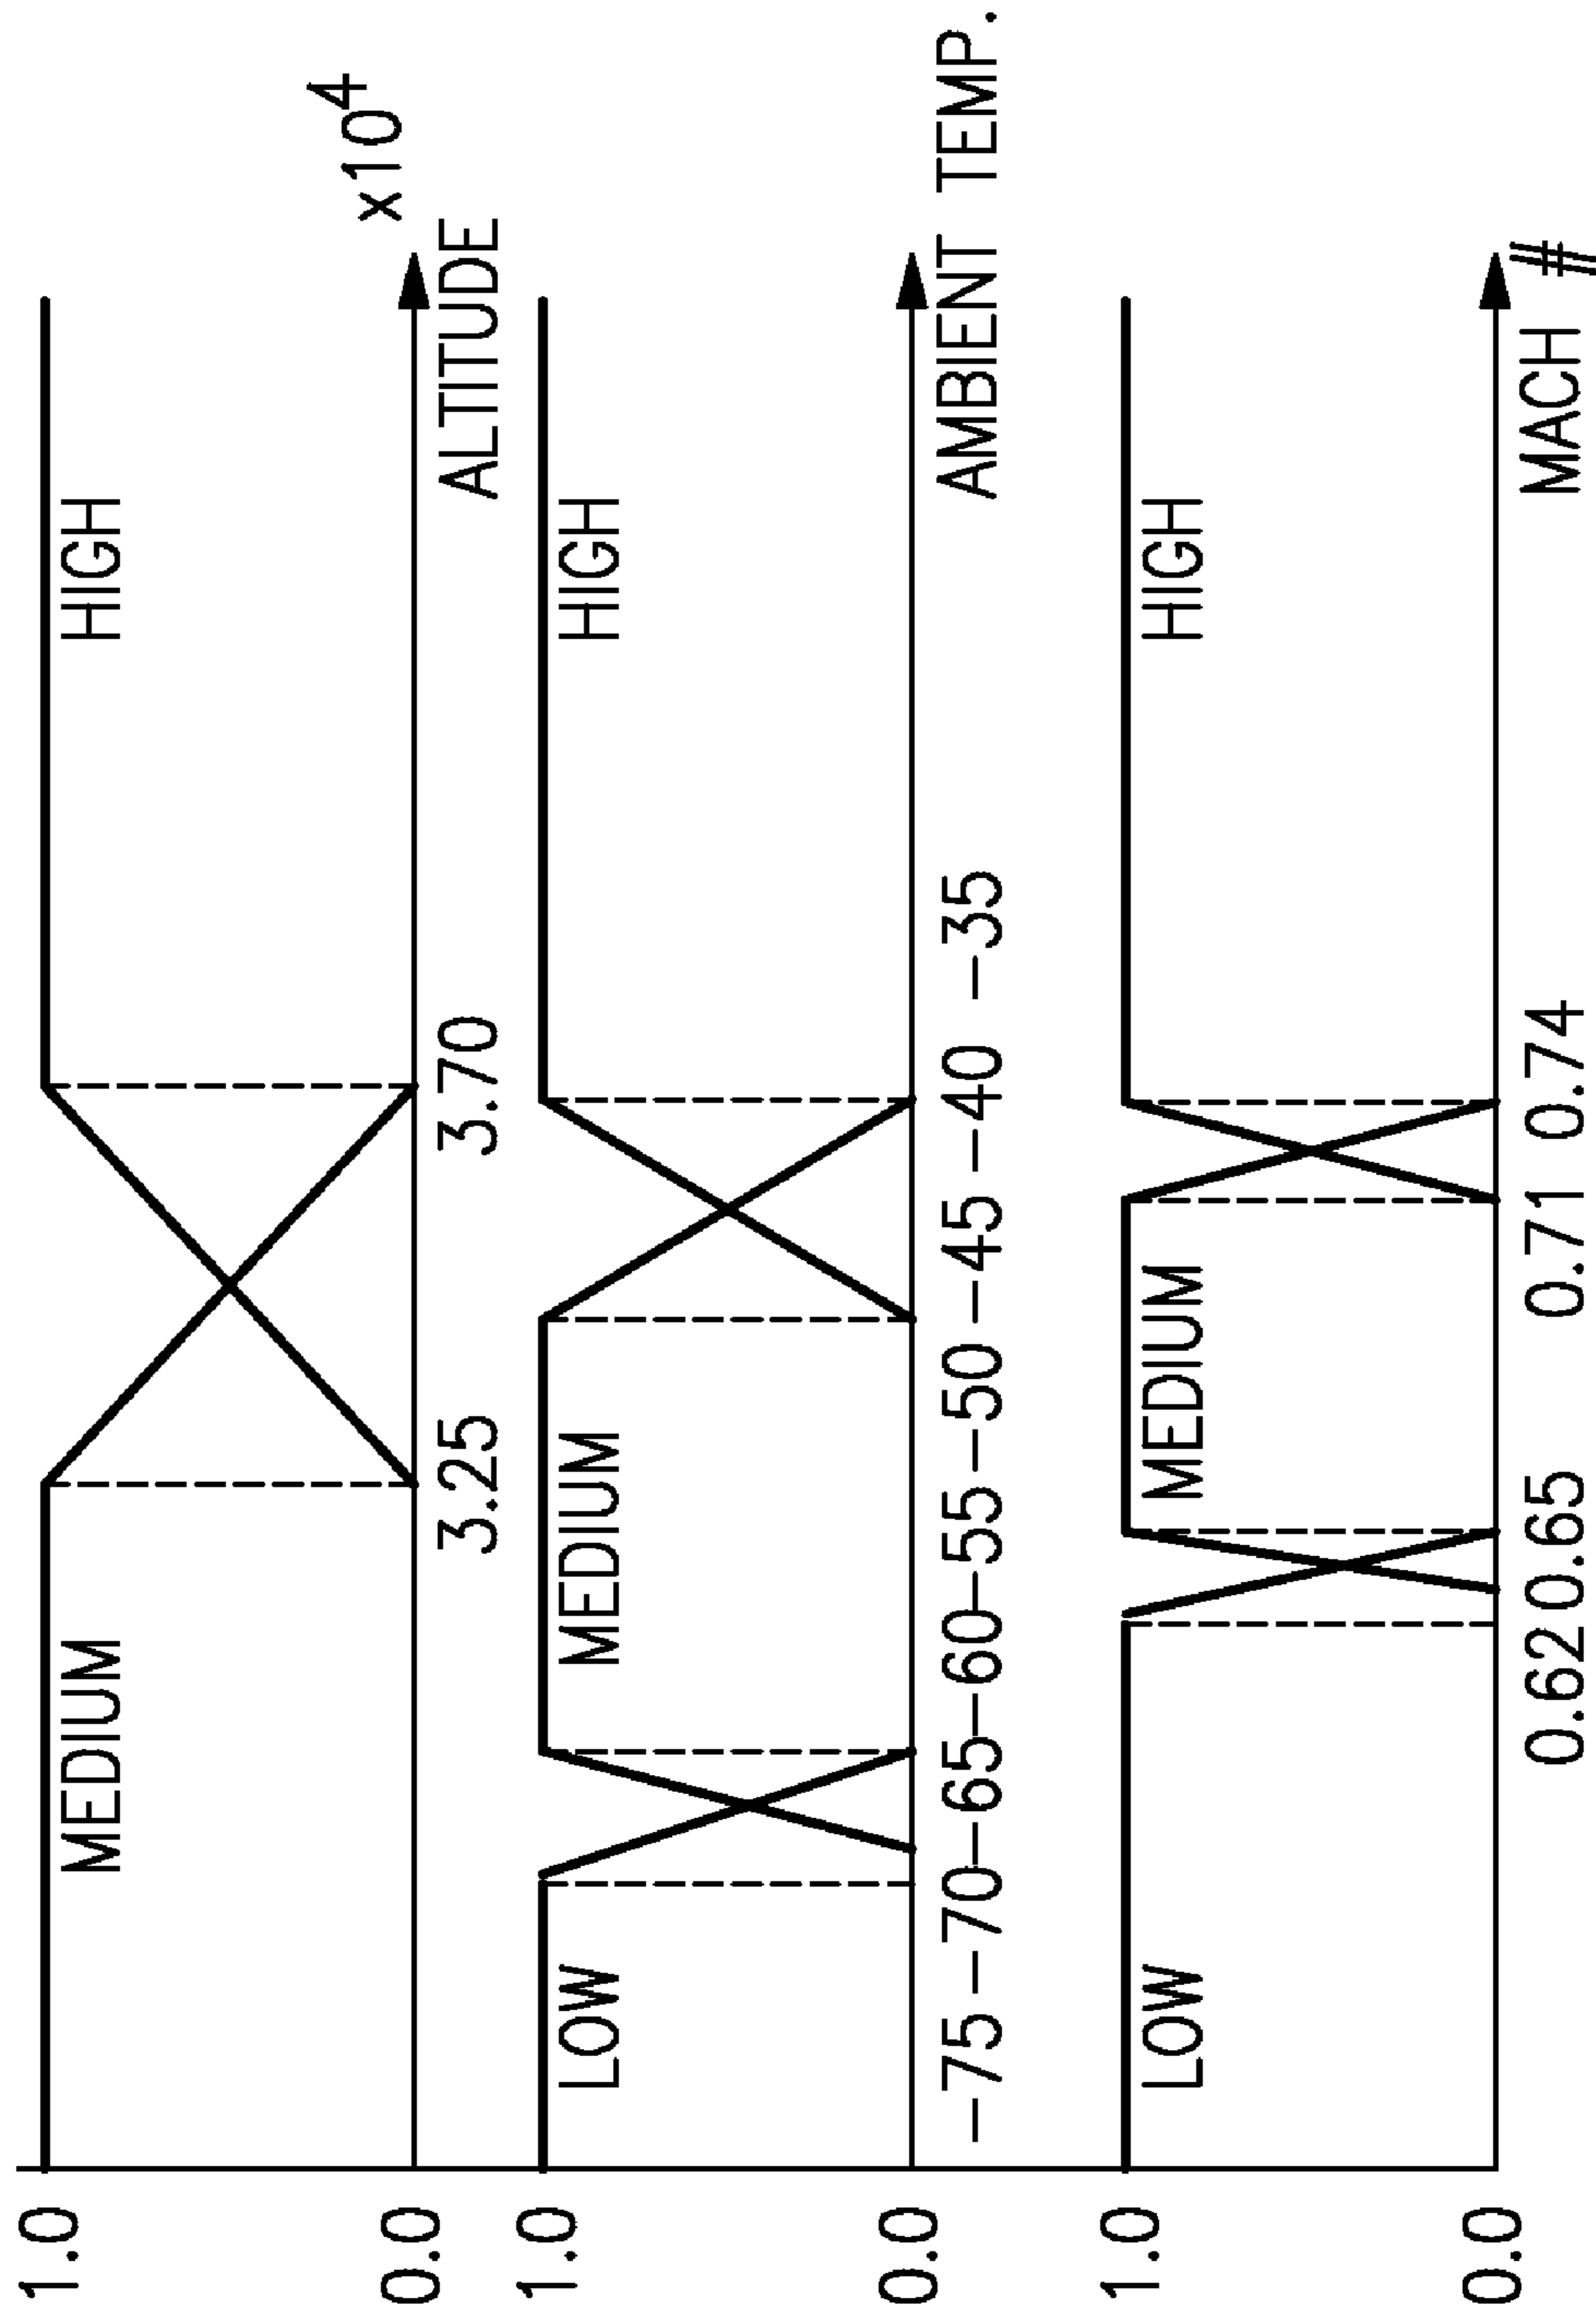 1.0
MEDIUM
HIGH
x10^4
0.0
3.25
3.70
ALTITUDE
1.0
LOW
MEDIUM
HIGH
0.0
-75 -70 -65 -60 -55 -50 -45 -40 -35
AMBIENT TEMP.
1.0
LOW
MEDIUM
HIGH
0.0
0.62 0.65
0.71 0.74
MACH #